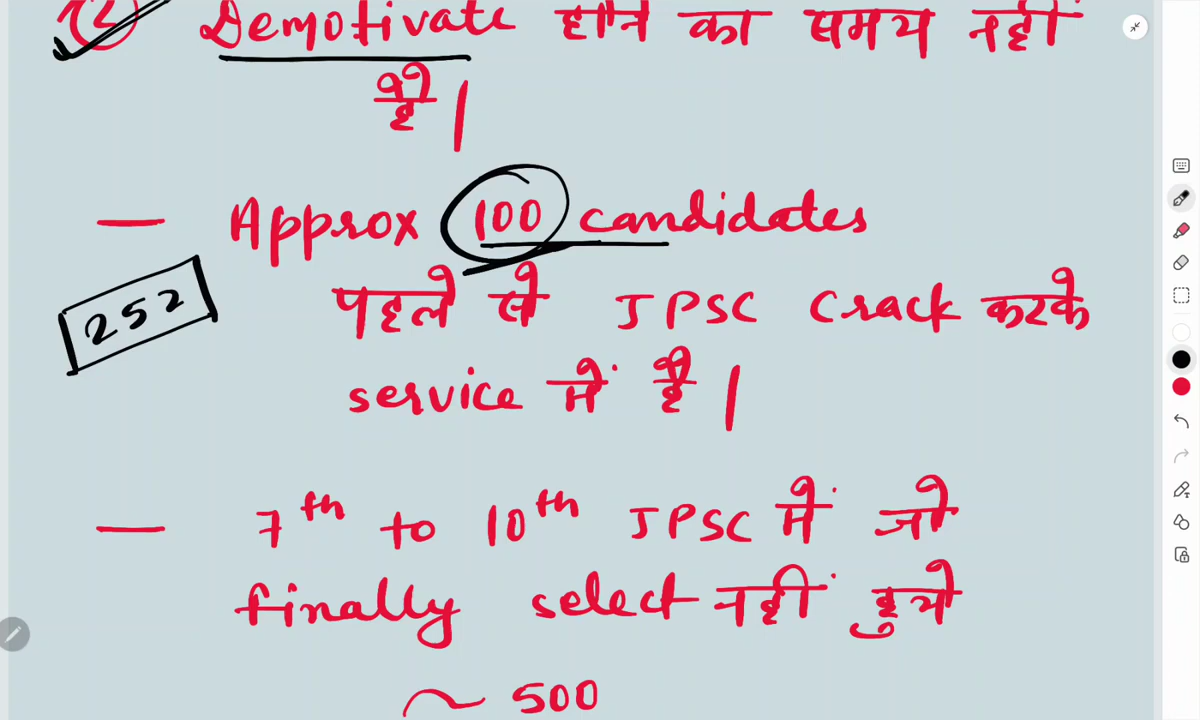 (2) Demotivate होने का समय नहीं
है।
— Approx 100 candidates
252
पहले से JPSC Crack करके
service में है।
— 7th to 10th JPSC में जो
finally select नहीं हुये
~ 500